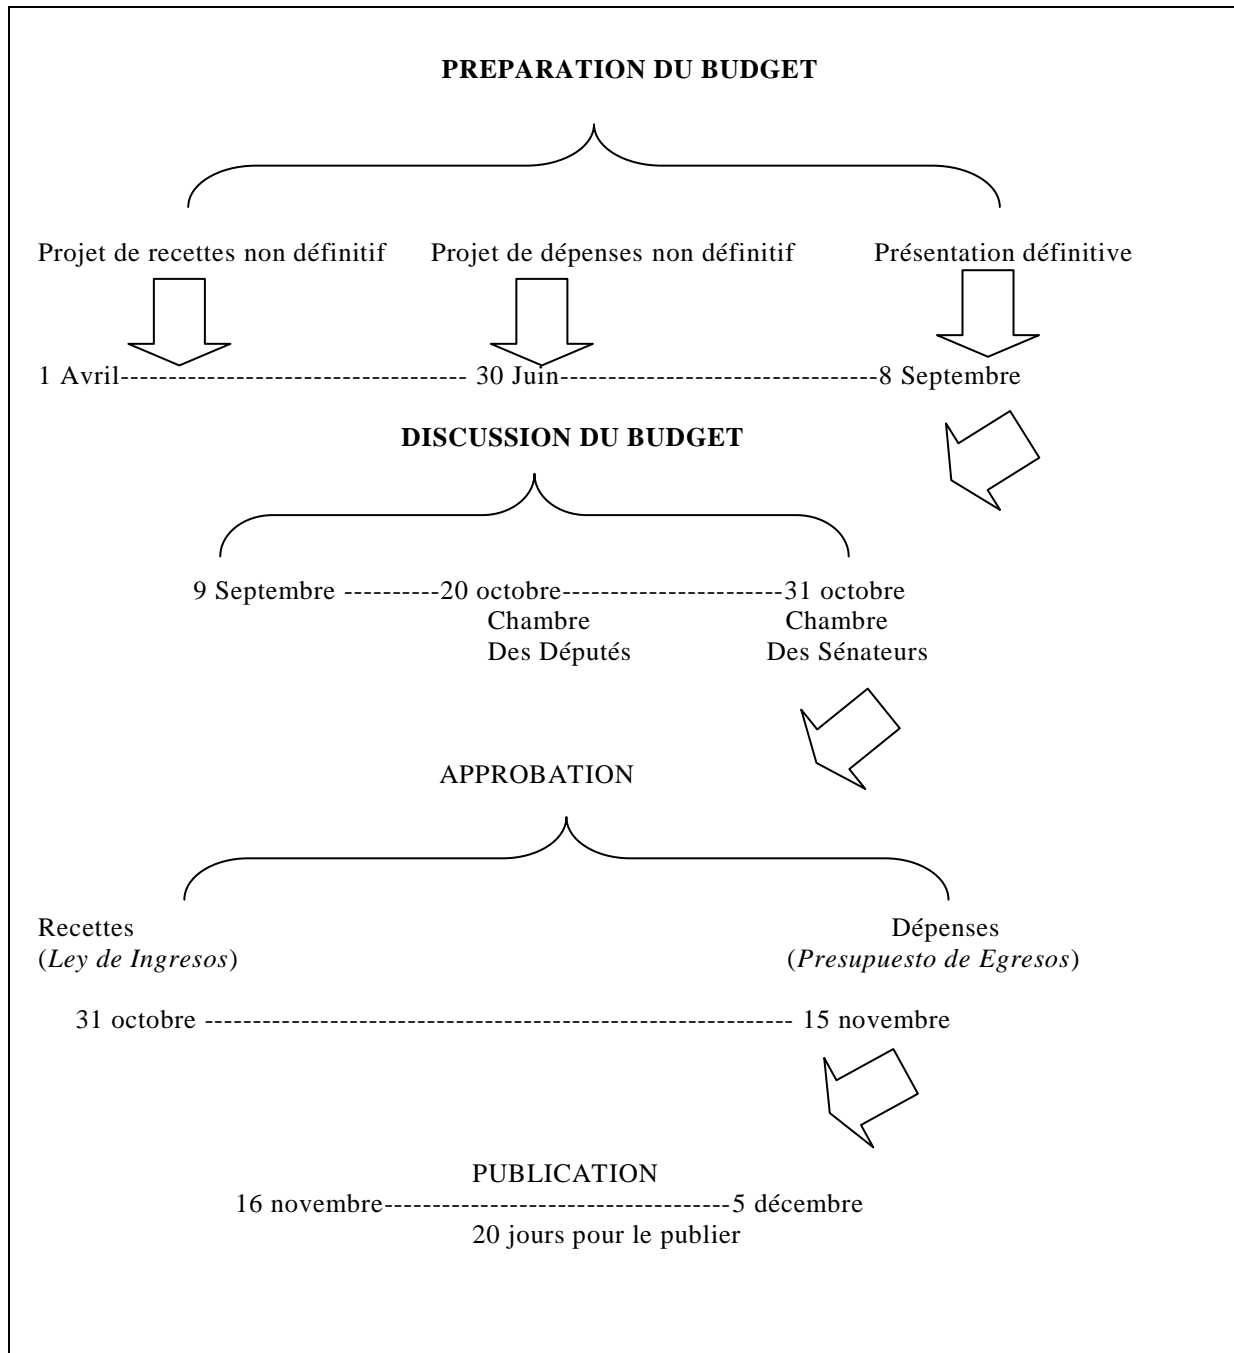 PREPARATION DU BUDGET
Projet de recettes non définitif Projet de dépenses non définitif Présentation définitive
1 Avril------------------------------------ 30 Juin---------------------------------8 Septembre
DISCUSSION DU BUDGET
9 Septembre ----------20 octobre-----------------------31 octobre
Chambre Chambre
Des Députés Des Sénateurs
APPROBATION
Recettes Dépenses
(Ley de Ingresos) (Presupuesto de Egresos)
31 octobre ------------------------------------------------------------- 15 novembre
PUBLICATION
16 novembre------------------------------------5 décembre
20 jours pour le publier